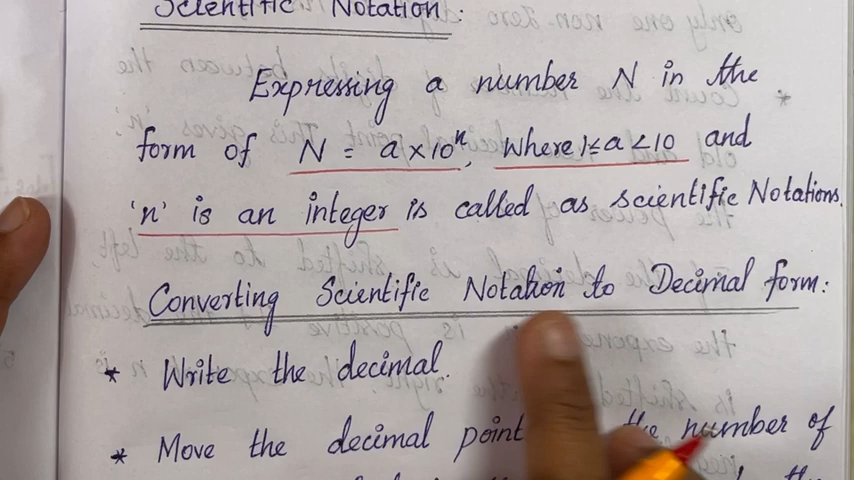 Scientific Notation:
Expressing a number N in the
form of N = a × 10ⁿ, where 1≤a<10 and
'n' is an integer is called as scientific Notations.
Converting Scientific Notation to Decimal form:
* Write the decimal.
* Move the decimal point the number of